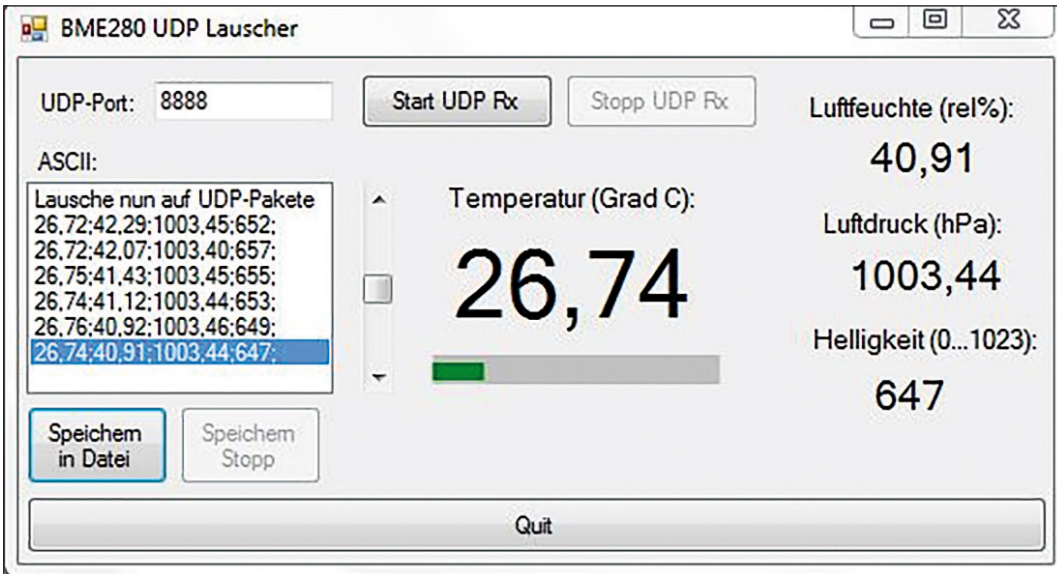 BME280 UDP Lauscher
UDP-Port: 8888
Start UDP Rx
Stopp UDP Rx
ASCII:
Lausche nun auf UDP-Pakete
26,72;42,29;1003,45;652;
26,72;42,07;1003,40;657;
26,75;41,43;1003,45;655;
26,74;41,12;1003,44;653;
26,76;40,92;1003,46;649;
26,74;40,91;1003,44;647;
Temperatur (Grad C):
26,74
Luftfeuchte (rel%):
40,91
Luftdruck (hPa):
1003,44
Helligkeit (0...1023):
647
Speichern
in Datei
Speichern
Stopp
Quit